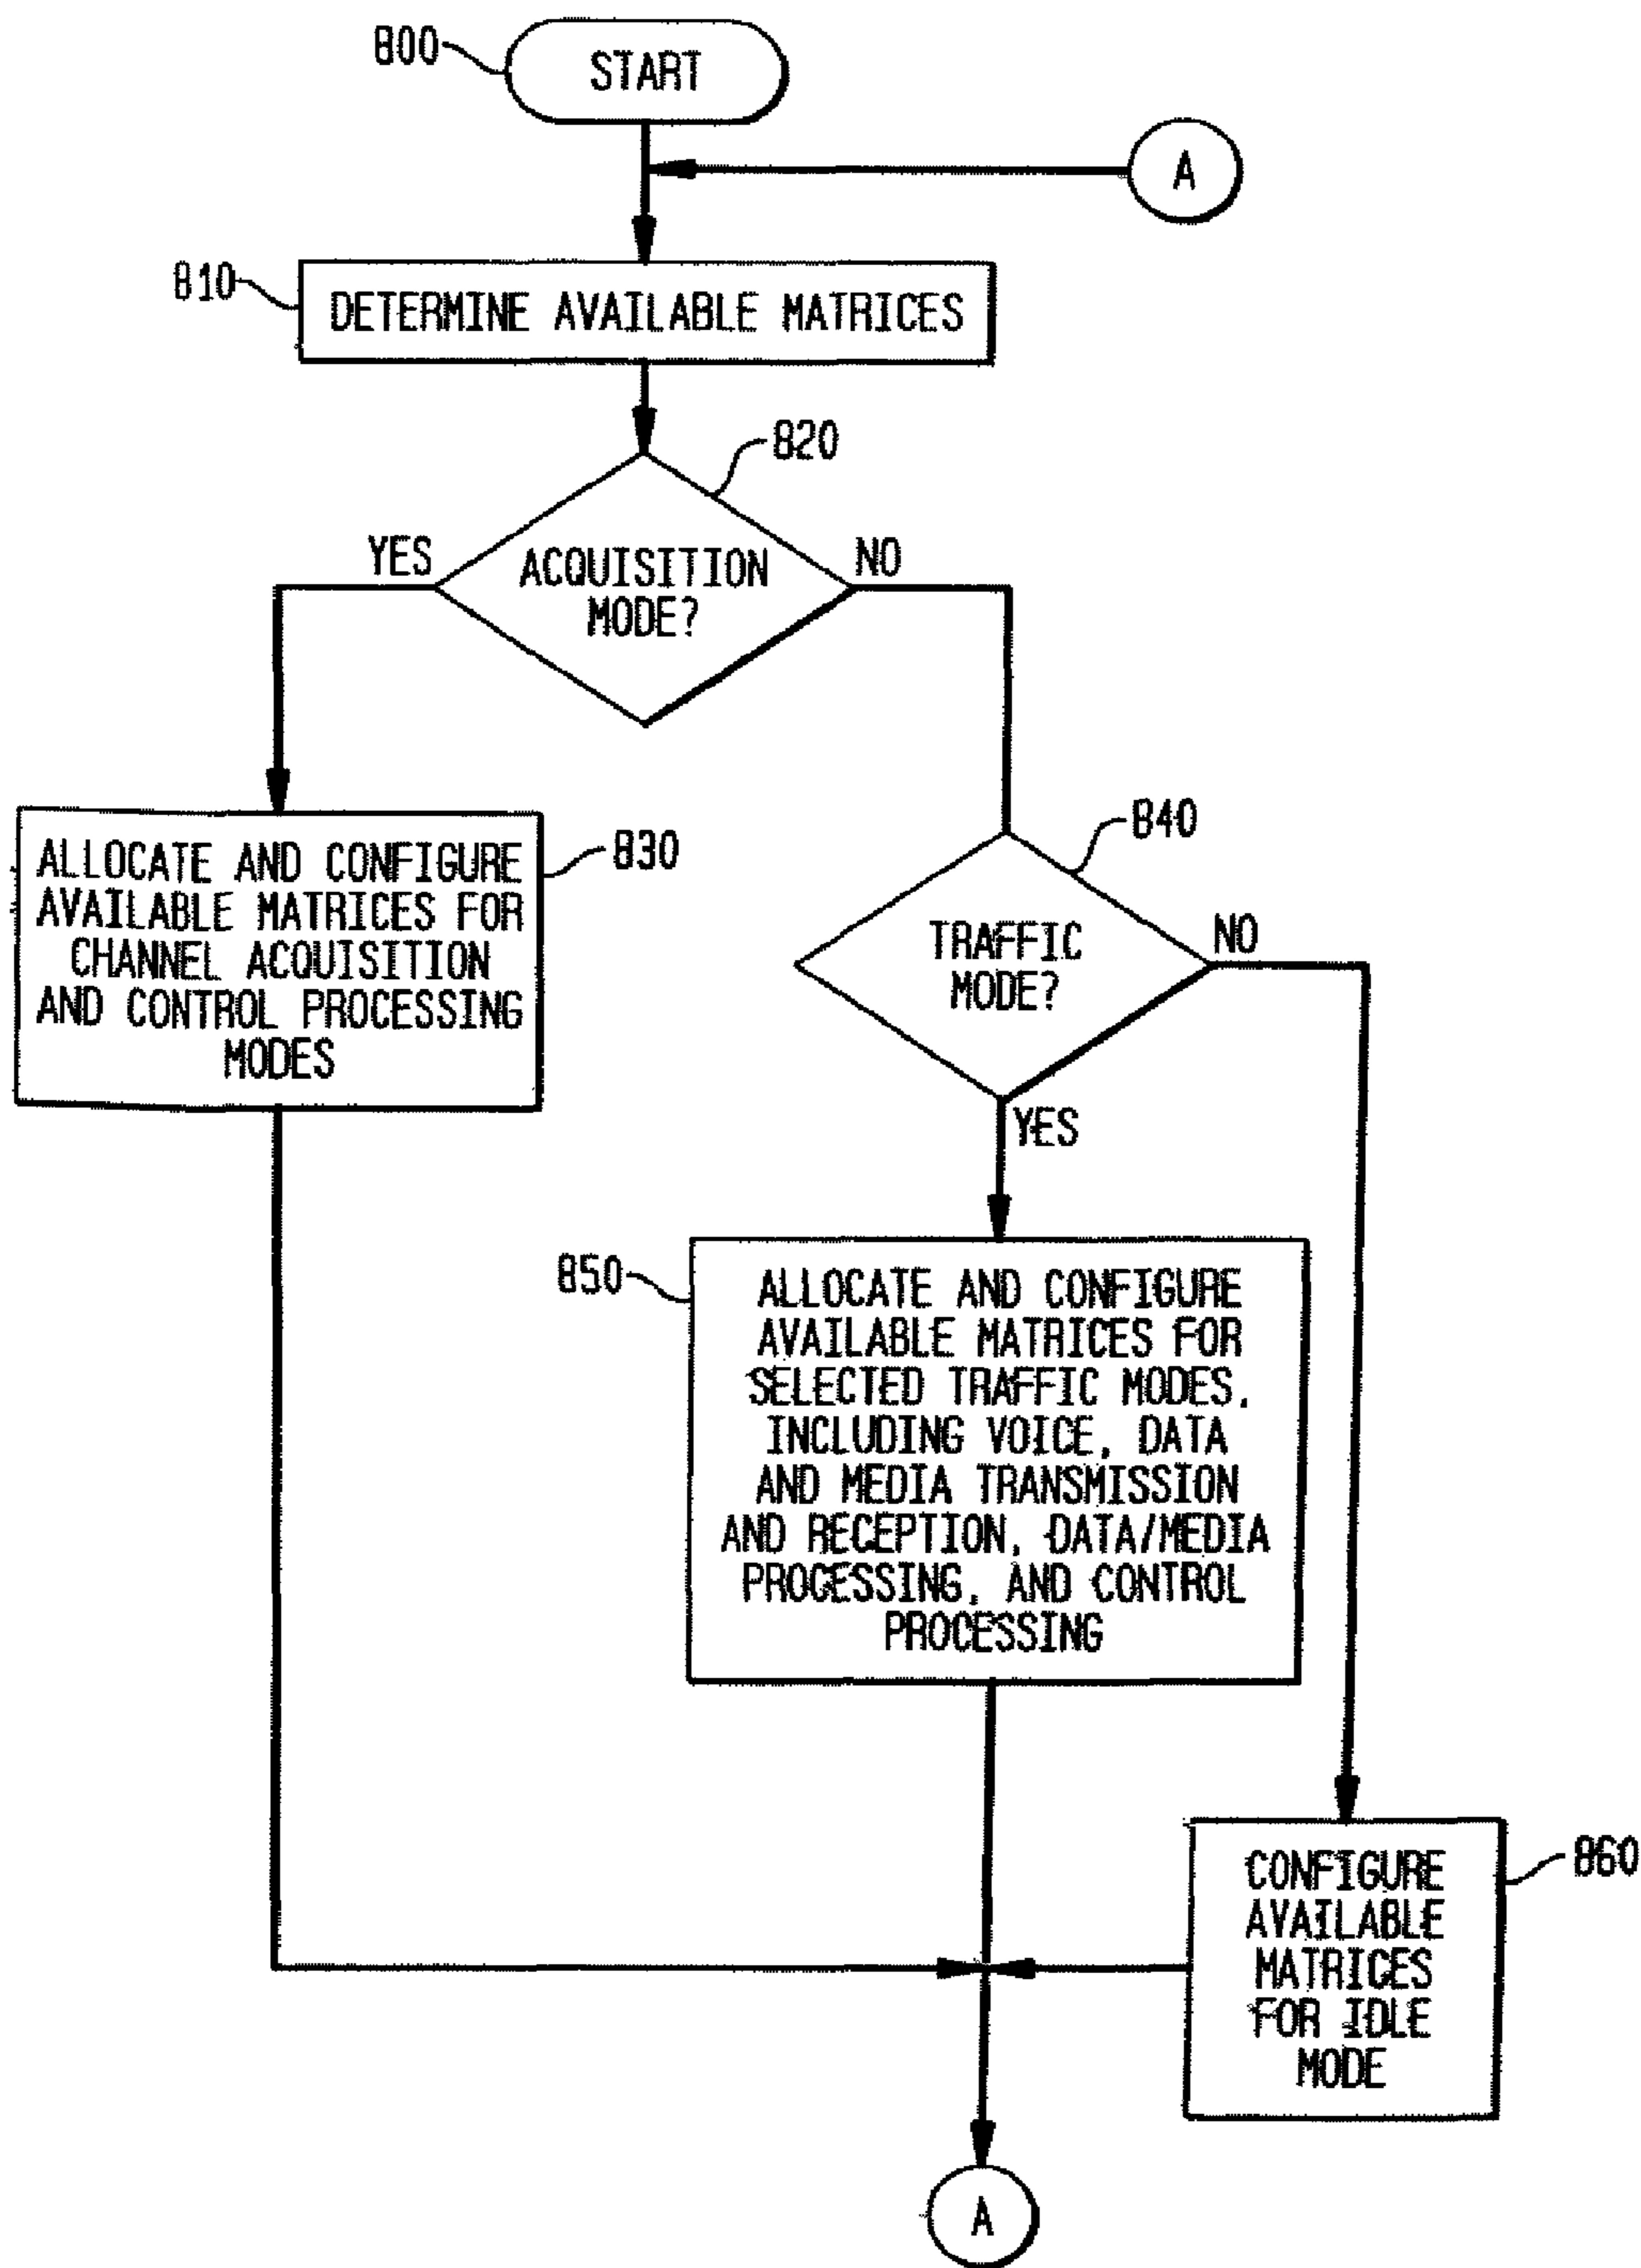 800
START
A
810
DETERMINE AVAILABLE MATRICES
820
YES
ACQUISITION
MODE?
NO
830
ALLOCATE AND CONFIGURE
AVAILABLE MATRICES FOR
CHANNEL ACQUISITION
AND CONTROL PROCESSING
MODES
840
TRAFFIC
MODE?
NO
YES
850
ALLOCATE AND CONFIGURE
AVAILABLE MATRICES FOR
SELECTED TRAFFIC MODES,
INCLUDING VOICE, DATA
AND MEDIA TRANSMISSION
AND RECEPTION, DATA/MEDIA
PROCESSING, AND CONTROL
PROCESSING
860
CONFIGURE
AVAILABLE
MATRICES
FOR IDLE
MODE
A